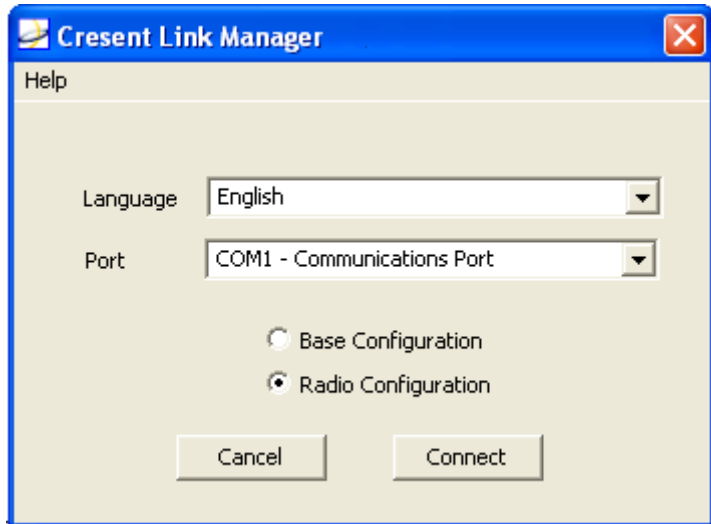 Cresent Link Manager
Help
Language English
Port COM1 - Communications Port
Base Configuration
Radio Configuration
Cancel Connect